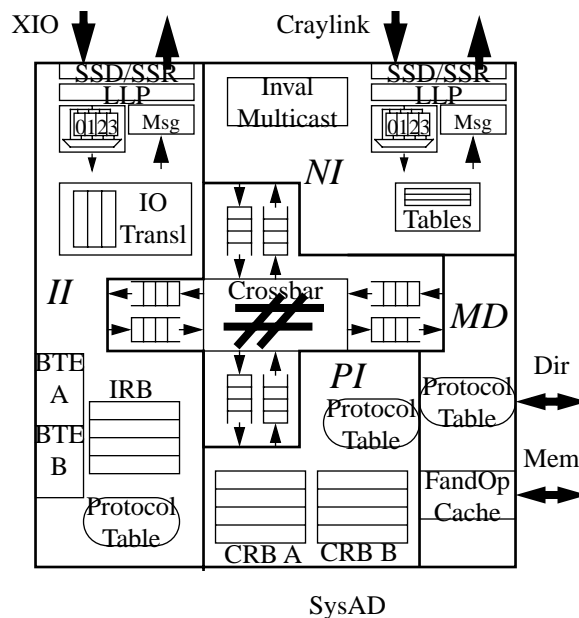 XIO
Craylink
SSD/SSR
LLP
0123
Msg
Inval
Multicast
SSD/SSR
LLP
0123
Msg
NI
IO
Transl
Tables
II
Crossbar
MD
PI
BTE
A
IRB
BTE
B
Protocol
Table
Protocol
Table
Dir
Mem
FandOp
Cache
Protocol
Table
CRB A
CRB B
SysAD